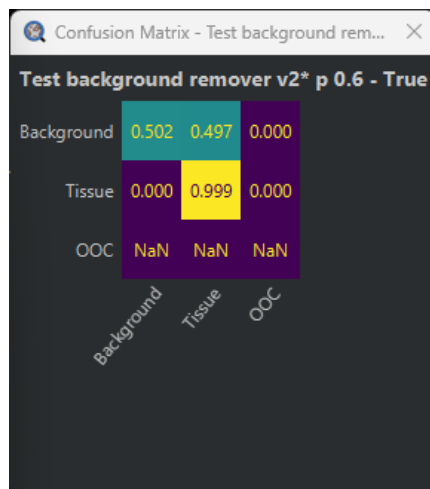 Confusion Matrix - Test background rem...
Test background remover v2* p 0.6 - True
Background 0.502 0.497 0.000
Tissue 0.000 0.999 0.000
OOC NaN NaN NaN
Background Tissue OOC